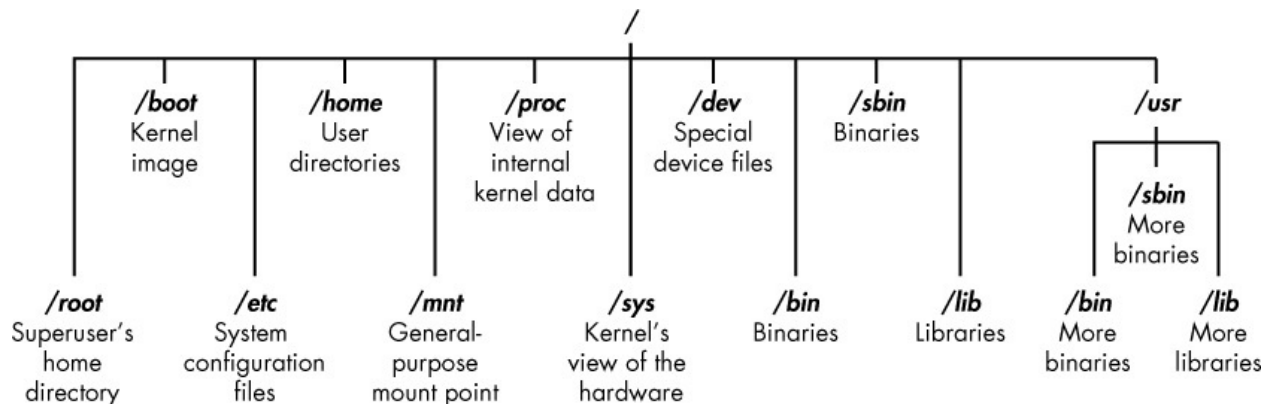 /
/boot
Kernel
image
/home
User
directories
/proc
View of
internal
kernel data
/dev
Special
device files
/sbin
Binaries
/usr
/sbin
More
binaries
/root
Superuser's
home
directory
/etc
System
configuration
files
/mnt
General-
purpose
mount point
/sys
Kernel's
view of the
hardware
/bin
Binaries
/lib
Libraries
/bin
More
binaries
/lib
More
libraries